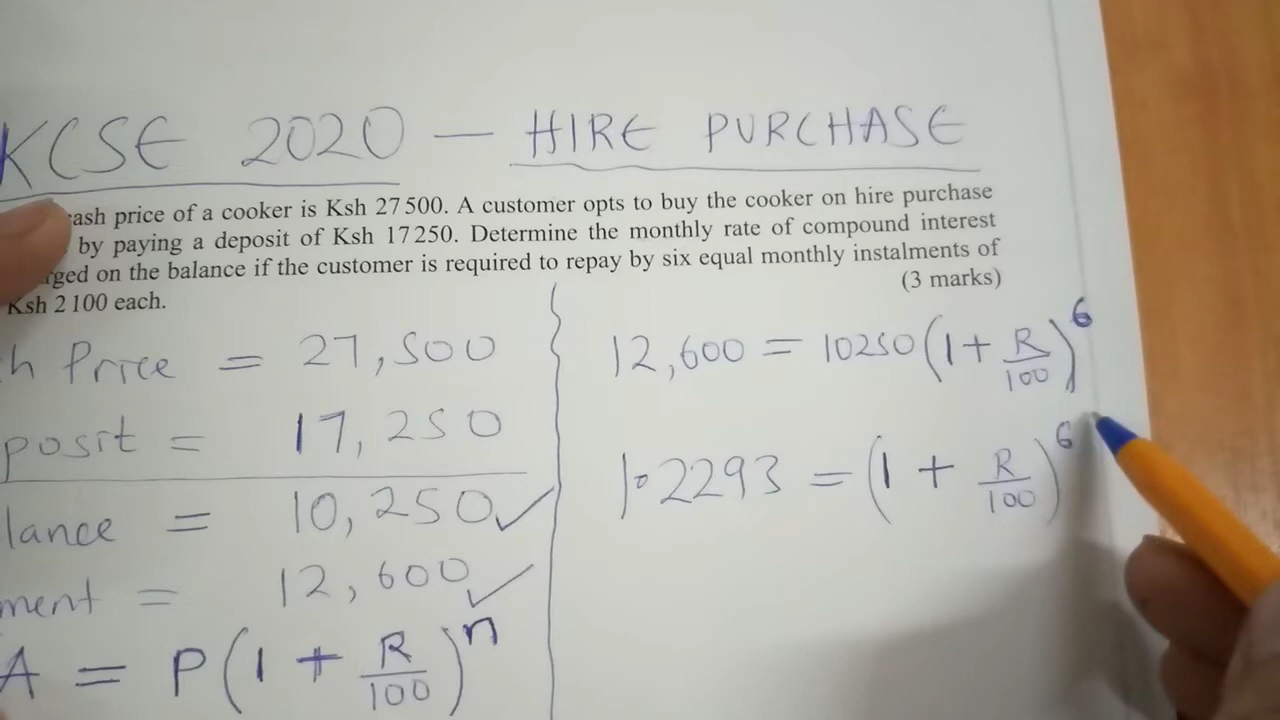 KCSE 2020 — HIRE PURCHASE
cash price of a cooker is Ksh 27 500. A customer opts to buy the cooker on hire purchase
by paying a deposit of Ksh 17 250. Determine the monthly rate of compound interest
rged on the balance if the customer is required to repay by six equal monthly instalments of
Ksh 2 100 each. (3 marks)
h Price = 27,500
posit = 17,250
lance = 10,250 ✓
ment = 12,600 ✓
A = P(1 + R/100)^n
12,600 = 10250(1 + R/100)^6
1.2293 = (1 + R/100)^6